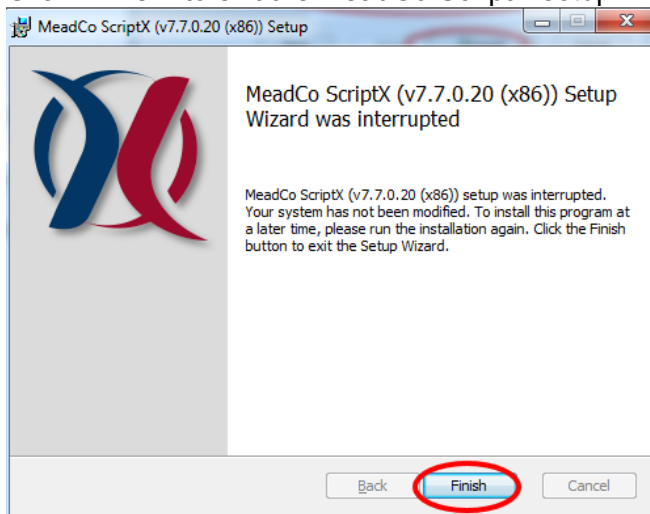 MeadCo ScriptX (v7.7.0.20 (x86)) Setup
MeadCo ScriptX (v7.7.0.20 (x86)) Setup
Wizard was interrupted
MeadCo ScriptX (v7.7.0.20 (x86)) setup was interrupted.
Your system has not been modified. To install this program at
a later time, please run the installation again. Click the Finish
button to exit the Setup Wizard.
Back Finish Cancel